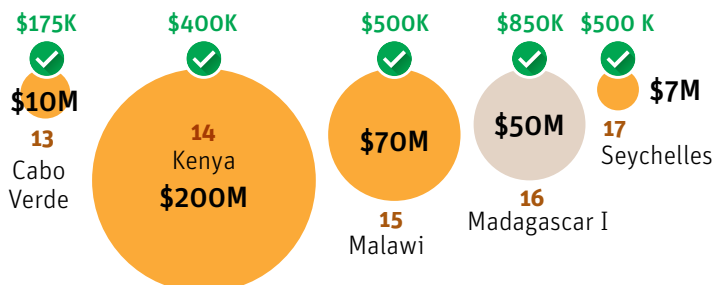 $175K
$400K
$500K
$850K
$500 K
$10M
13
Cabo
Verde
14
Kenya
$200M
$70M
15
Malawi
$50M
16
Madagascar I
$7M
17
Seychelles